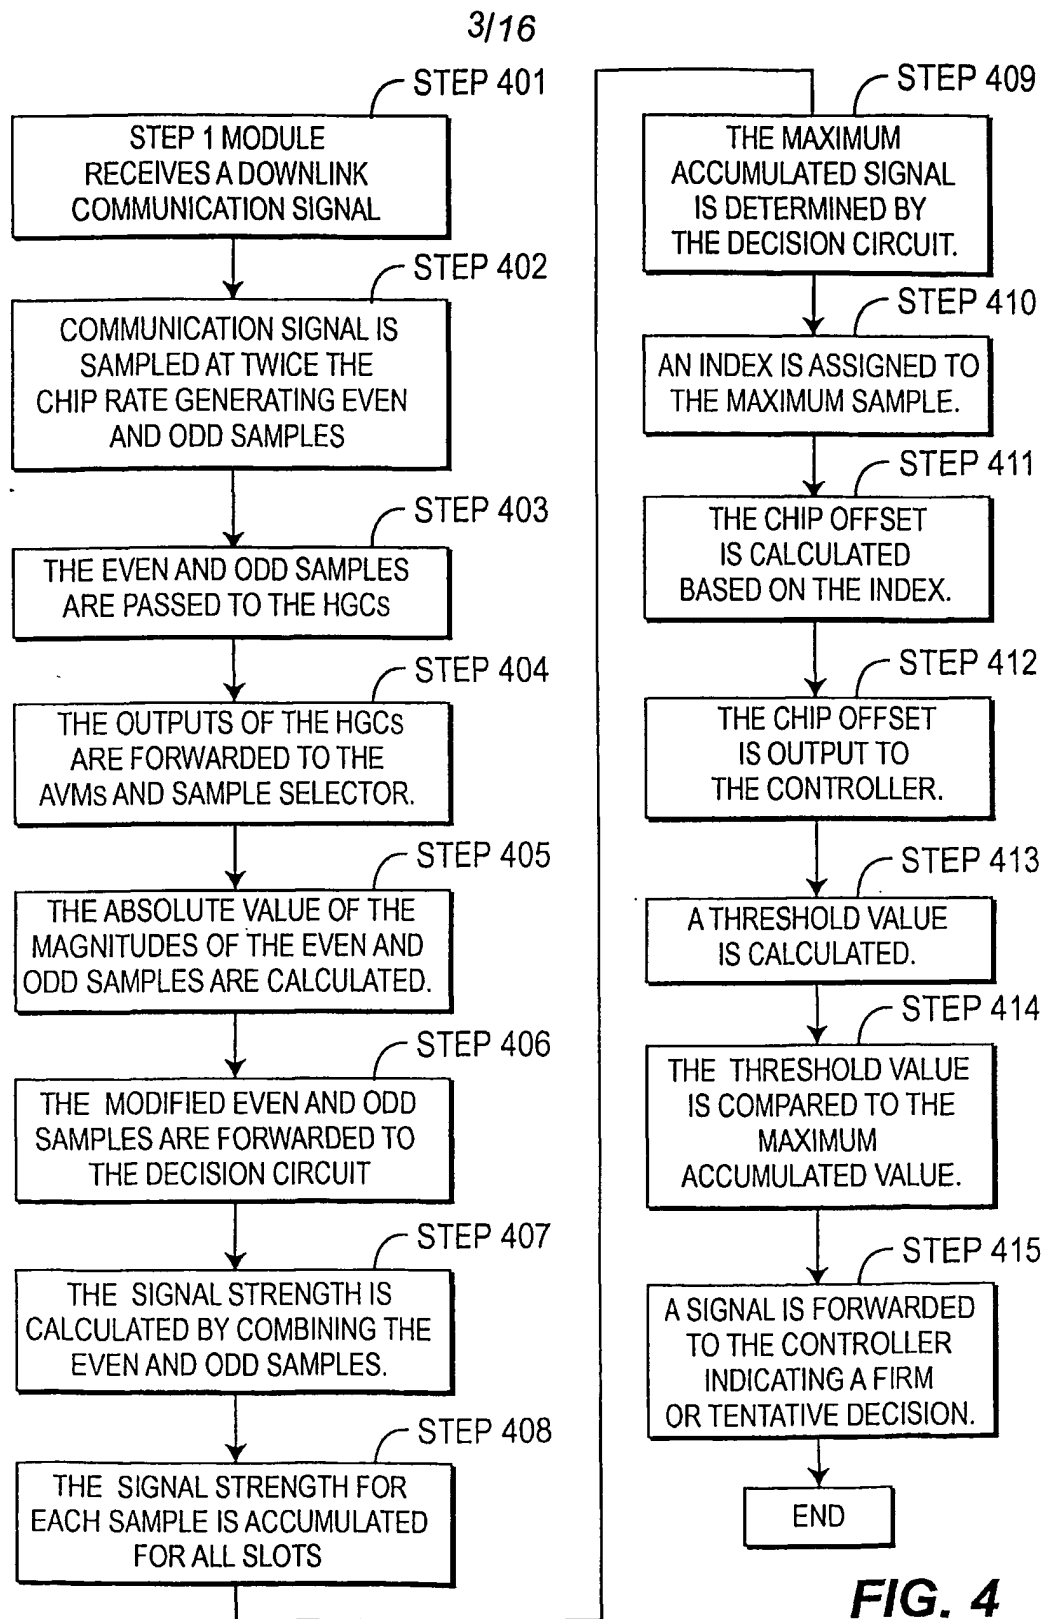 3/16
STEP 401
STEP 1 MODULE
RECEIVES A DOWNLINK
COMMUNICATION SIGNAL
STEP 402
COMMUNICATION SIGNAL IS
SAMPLED AT TWICE THE
CHIP RATE GENERATING EVEN
AND ODD SAMPLES
STEP 403
THE EVEN AND ODD SAMPLES
ARE PASSED TO THE HGCs
STEP 404
THE OUTPUTS OF THE HGCs
ARE FORWARDED TO THE
AVMs AND SAMPLE SELECTOR.
STEP 405
THE ABSOLUTE VALUE OF THE
MAGNITUDES OF THE EVEN AND
ODD SAMPLES ARE CALCULATED.
STEP 406
THE MODIFIED EVEN AND ODD
SAMPLES ARE FORWARDED TO
THE DECISION CIRCUIT
STEP 407
THE SIGNAL STRENGTH IS
CALCULATED BY COMBINING THE
EVEN AND ODD SAMPLES.
STEP 408
THE SIGNAL STRENGTH FOR
EACH SAMPLE IS ACCUMULATED
FOR ALL SLOTS
STEP 409
THE MAXIMUM
ACCUMULATED SIGNAL
IS DETERMINED BY
THE DECISION CIRCUIT.
STEP 410
AN INDEX IS ASSIGNED TO
THE MAXIMUM SAMPLE.
STEP 411
THE CHIP OFFSET
IS CALCULATED
BASED ON THE INDEX.
STEP 412
THE CHIP OFFSET
IS OUTPUT TO
THE CONTROLLER.
STEP 413
A THRESHOLD VALUE
IS CALCULATED.
STEP 414
THE THRESHOLD VALUE
IS COMPARED TO THE
MAXIMUM
ACCUMULATED VALUE.
STEP 415
A SIGNAL IS FORWARDED
TO THE CONTROLLER
INDICATING A FIRM
OR TENTATIVE DECISION.
END
FIG. 4